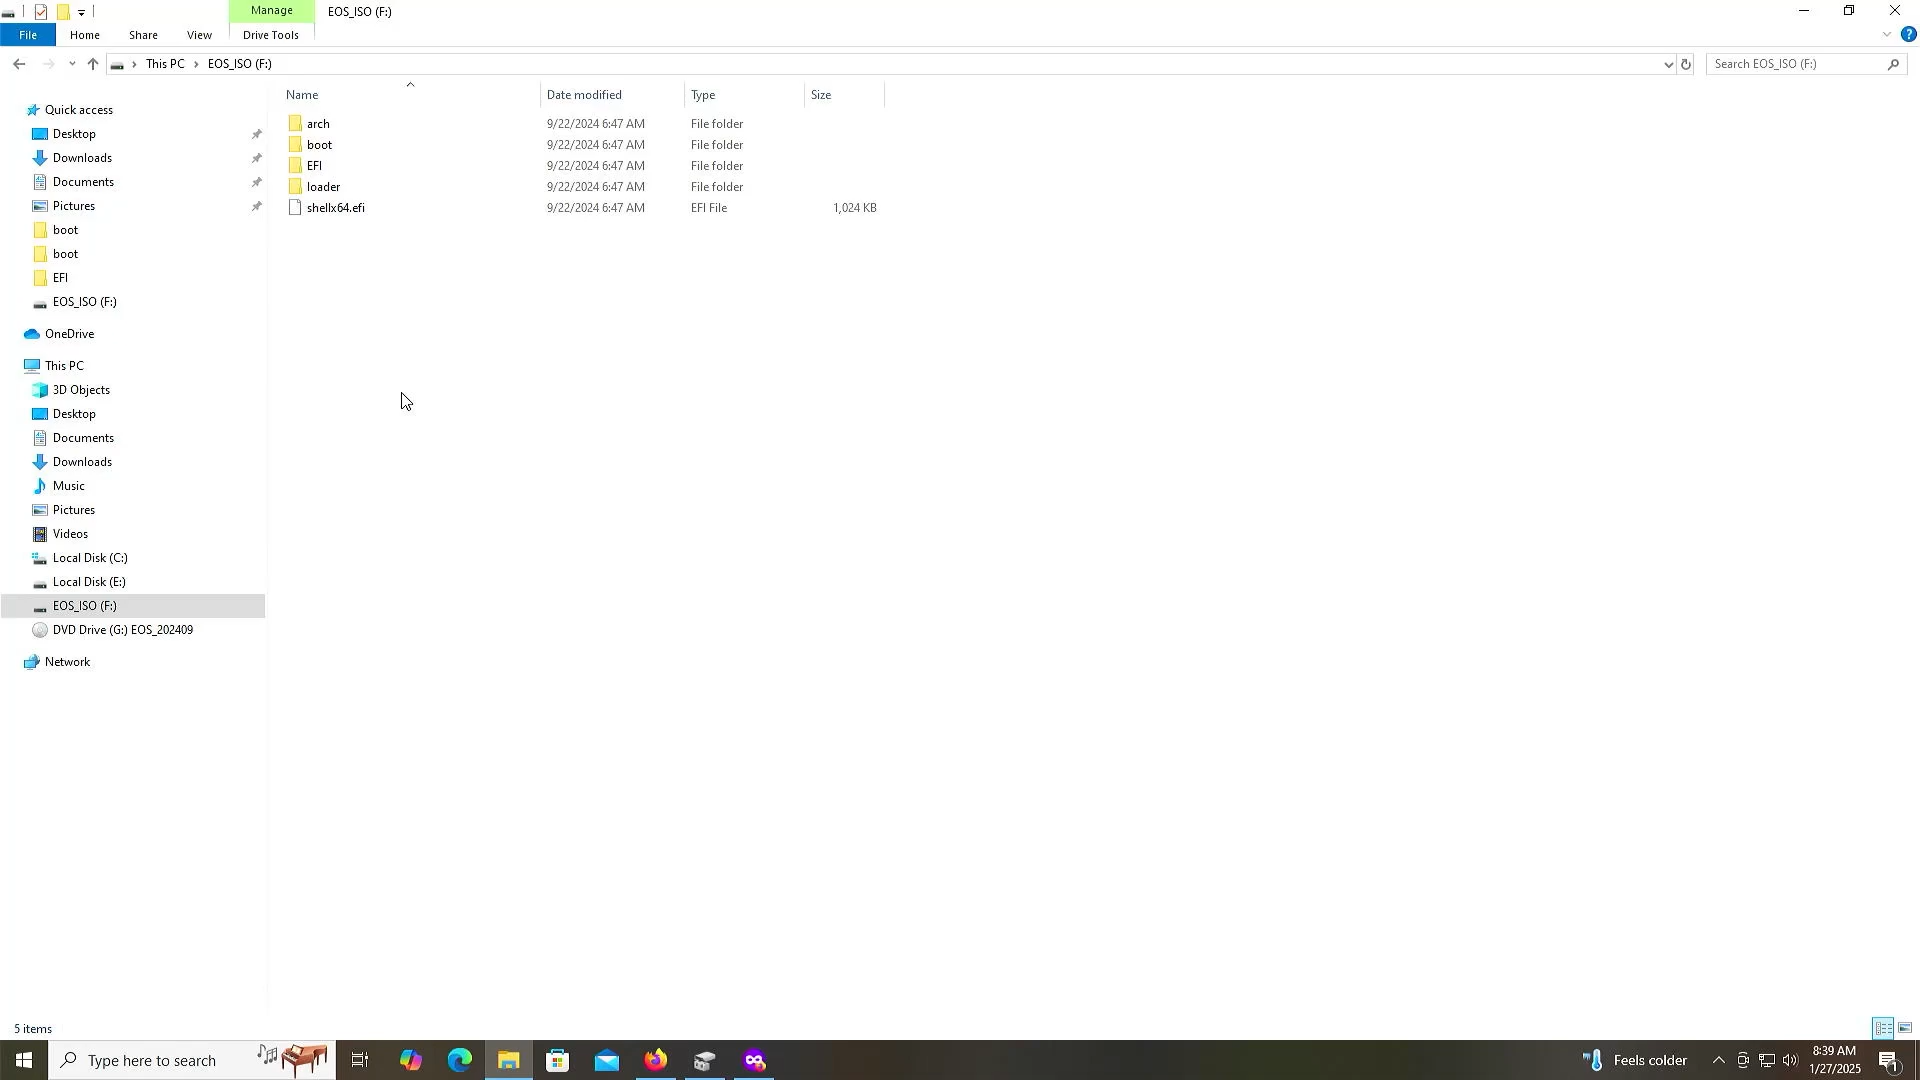 Manage
EOS_ISO (F:)
File
Home
Share
View
Drive Tools
This PC
EOS_ISO (F:)
Search EOS_ISO (F:)
Name
Date modified
Type
Size
arch
9/22/2024 6:47 AM
File folder
boot
9/22/2024 6:47 AM
File folder
EFI
9/22/2024 6:47 AM
File folder
loader
9/22/2024 6:47 AM
File folder
shellx64.efi
9/22/2024 6:47 AM
EFI File
1,024 KB
Quick access
Desktop
Downloads
Documents
Pictures
boot
boot
EFI
EOS_ISO (F:)
OneDrive
This PC
3D Objects
Desktop
Documents
Downloads
Music
Pictures
Videos
Local Disk (C:)
Local Disk (E:)
EOS_ISO (F:)
DVD Drive (G:) EOS_202409
Network
5 items
Type here to search
Feels colder
8:39 AM
1/27/2025
1